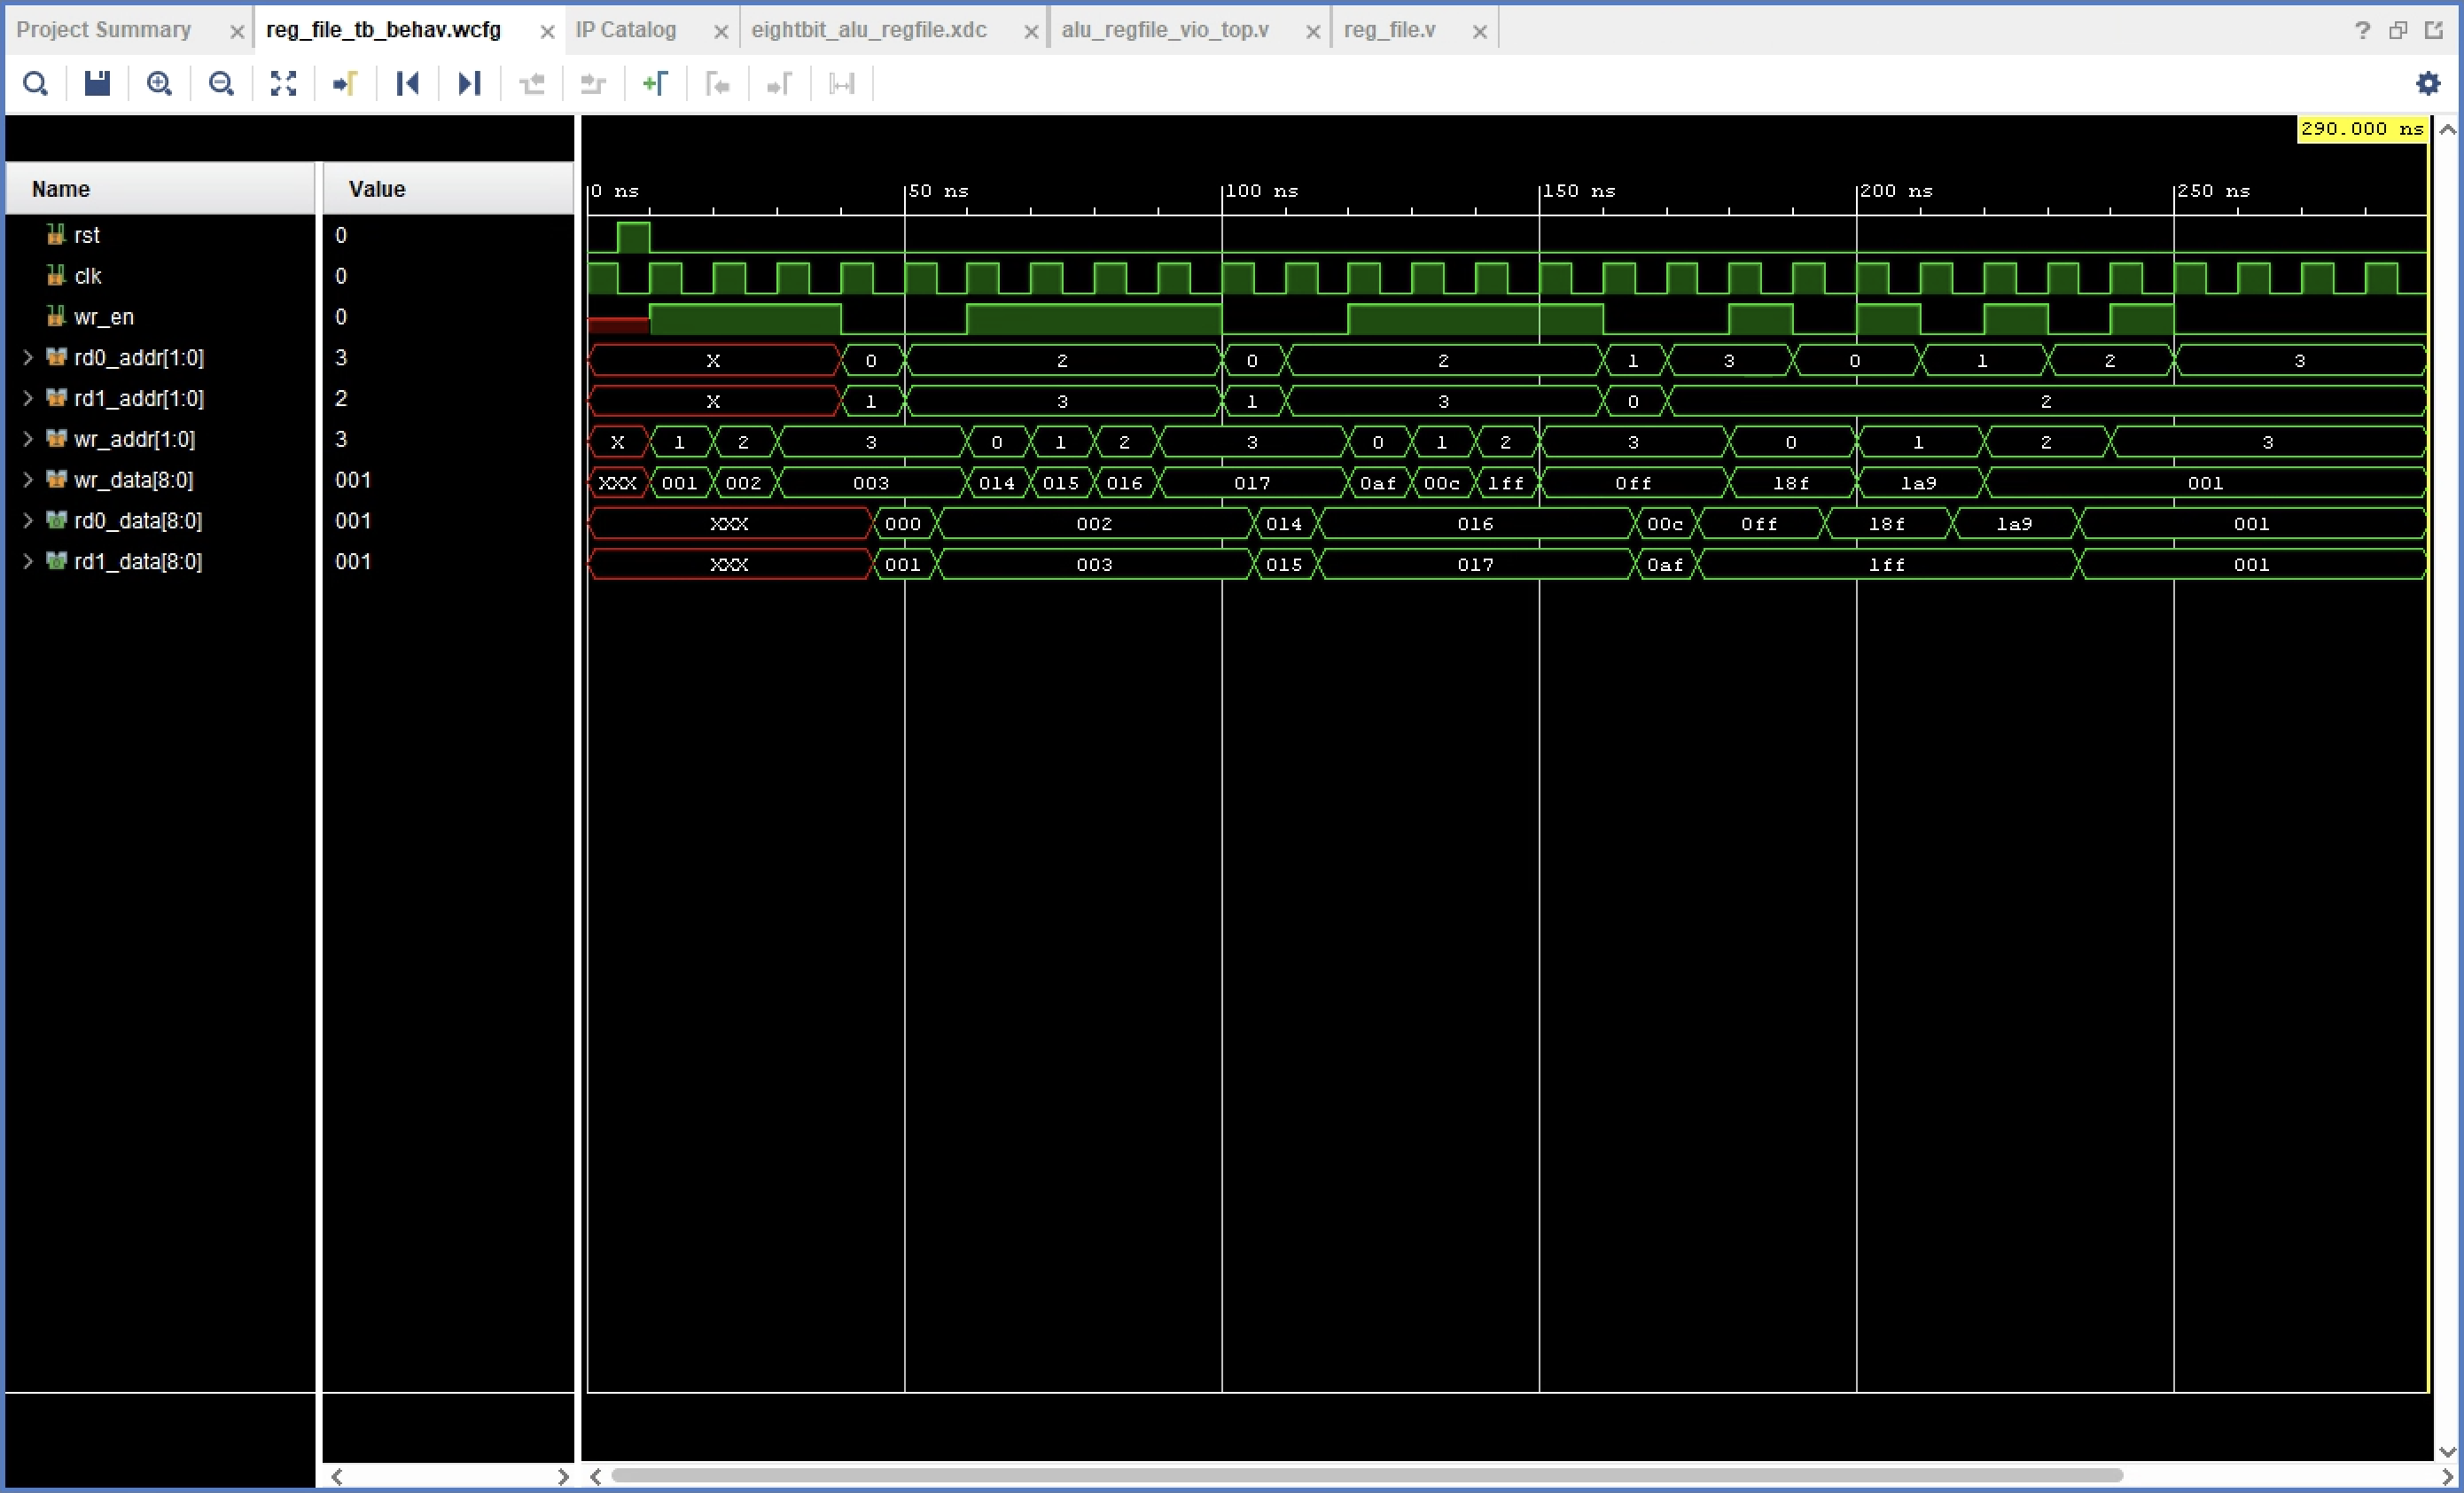 Project Summary reg_file_tb_behav.wcfg IP Catalog eightbit_alu_regfile.xdc alu_regfile_vio_top.v reg_file.v ?
290.000 ns
Name Value 0 ns 50 ns 100 ns 150 ns 200 ns 250 ns
rst 0
clk 0
wr_en 0
rd0_addr[1:0] 3 X 0 2 0 2 1 3 0 1 2 3
rd1_addr[1:0] 2 X 1 3 1 3 0 2
wr_addr[1:0] 3 X 1 2 3 0 1 2 3 0 1 2 3 0 1 2 3
wr_data[8:0] 001 XXX 001 002 003 014 015 016 017 0af 00c 1ff 0ff 18f 1a9 001
rd0_data[8:0] 001 XXX 000 002 014 016 00c 0ff 18f 1a9 001
rd1_data[8:0] 001 XXX 001 003 015 017 0af 1ff 001